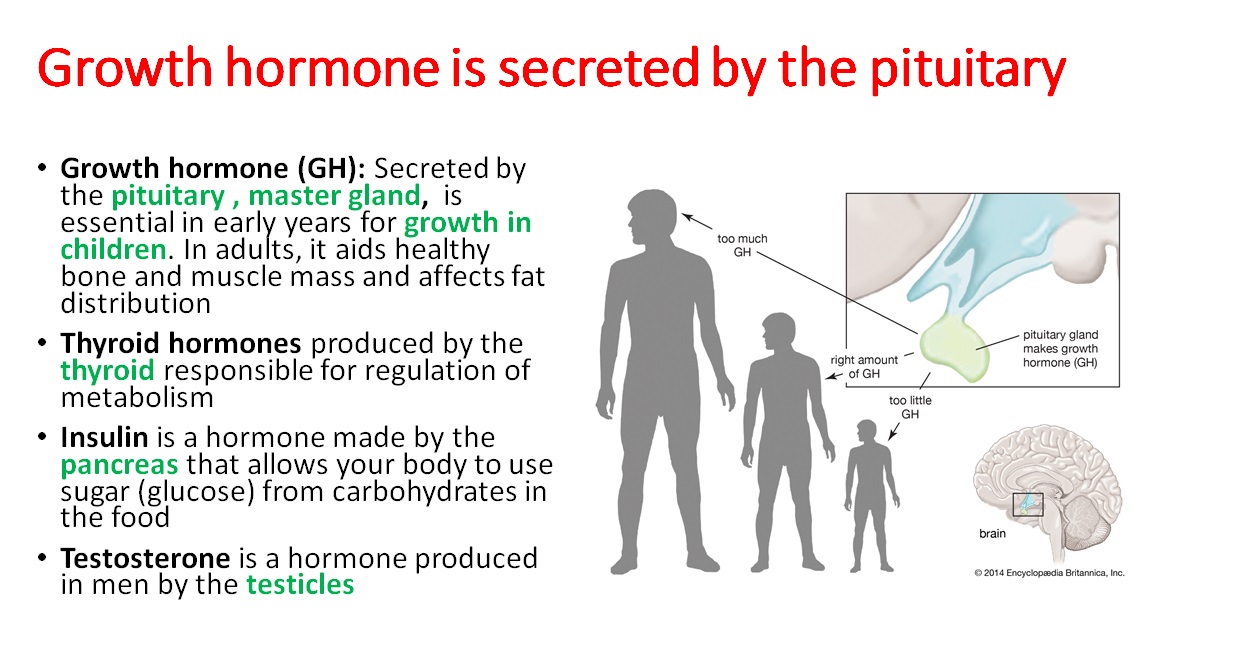 Growth hormone is secreted by the pituitary
• Growth hormone (GH): Secreted by
the pituitary , master gland, is
essential in early years for growth in
children. In adults, it aids healthy
bone and muscle mass and affects fat
distribution
• Thyroid hormones produced by the
thyroid responsible for regulation of
metabolism
• Insulin is a hormone made by the
pancreas that allows your body to use
sugar (glucose) from carbohydrates in
the food
• Testosterone is a hormone produced
in men by the testicles
too much
GH
right amount
of GH
too little
GH
pituitary gland
makes growth
hormone (GH)
brain
© 2014 Encyclopædia Britannica, Inc.